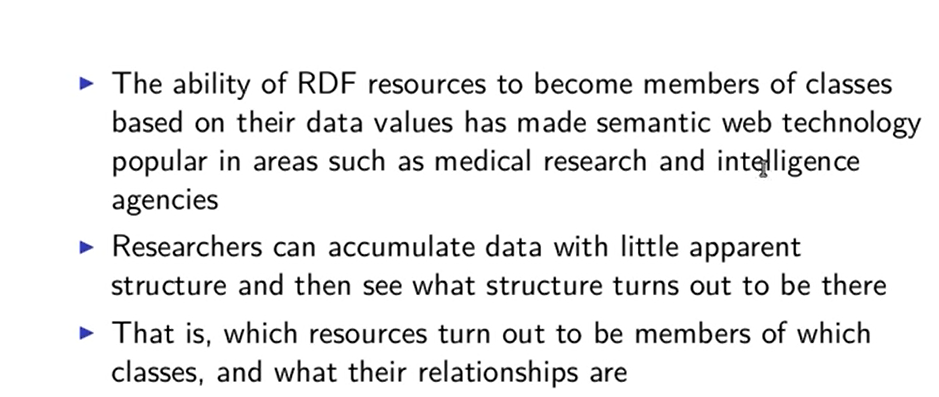 The ability of RDF resources to become members of classes
based on their data values has made semantic web technology
popular in areas such as medical research and intelligence
agencies
Researchers can accumulate data with little apparent
structure and then see what structure turns out to be there
That is, which resources turn out to be members of which
classes, and what their relationships are